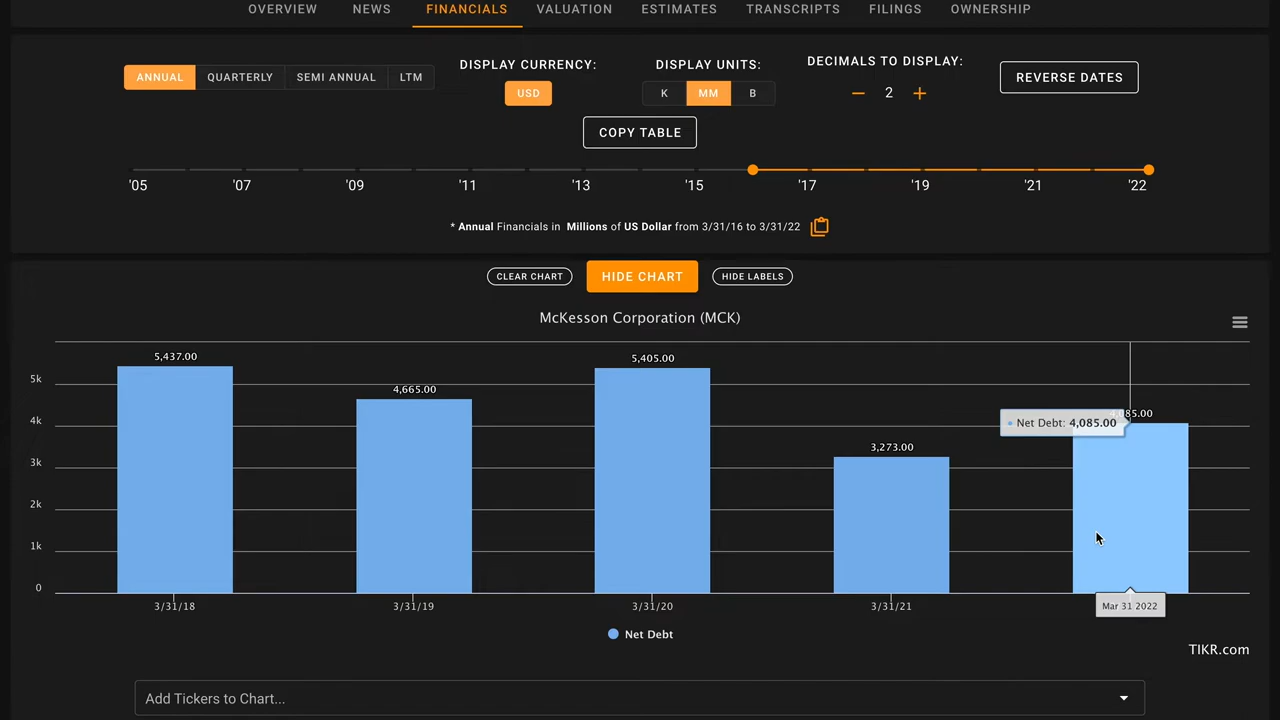 OVERVIEW NEWS FINANCIALS VALUATION ESTIMATES TRANSCRIPTS FILINGS OWNERSHIP
ANNUAL QUARTERLY SEMI ANNUAL LTM
DISPLAY CURRENCY:
USD
DISPLAY UNITS:
K MM B
DECIMALS TO DISPLAY:
2
REVERSE DATES
COPY TABLE
'05 '07 '09 '11 '13 '15 '17 '19 '21 '22
* Annual Financials in Millions of US Dollar from 3/31/16 to 3/31/22
CLEAR CHART HIDE CHART HIDE LABELS
McKesson Corporation (MCK)
5,437.00 4,665.00 5,405.00 3,273.00 4,085.00
Net Debt: 4,085.00
5k
4k
3k
2k
1k
0
3/31/18 3/31/19 3/31/20 3/31/21 Mar 31 2022
Net Debt
TIKR.com
Add Tickers to Chart...